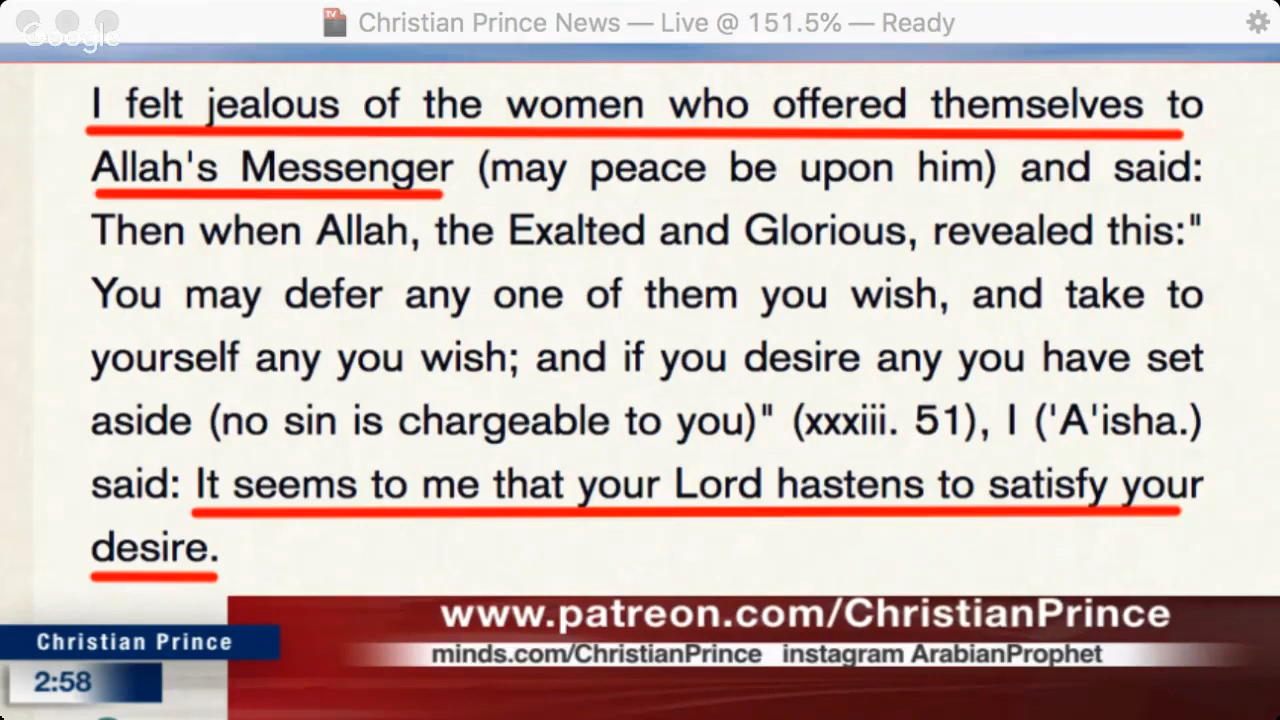 Christian Prince News — Live @ 151.5% — Ready
Google
I felt jealous of the women who offered themselves to
Allah's Messenger (may peace be upon him) and said:
Then when Allah, the Exalted and Glorious, revealed this:"
You may defer any one of them you wish, and take to
yourself any you wish; and if you desire any you have set
aside (no sin is chargeable to you)" (xxxiii. 51), I ('A'isha.)
said: It seems to me that your Lord hastens to satisfy your
desire.
www.patreon.com/ChristianPrince
Christian Prince
minds.com/ChristianPrince instagram ArabianProphet
2:58